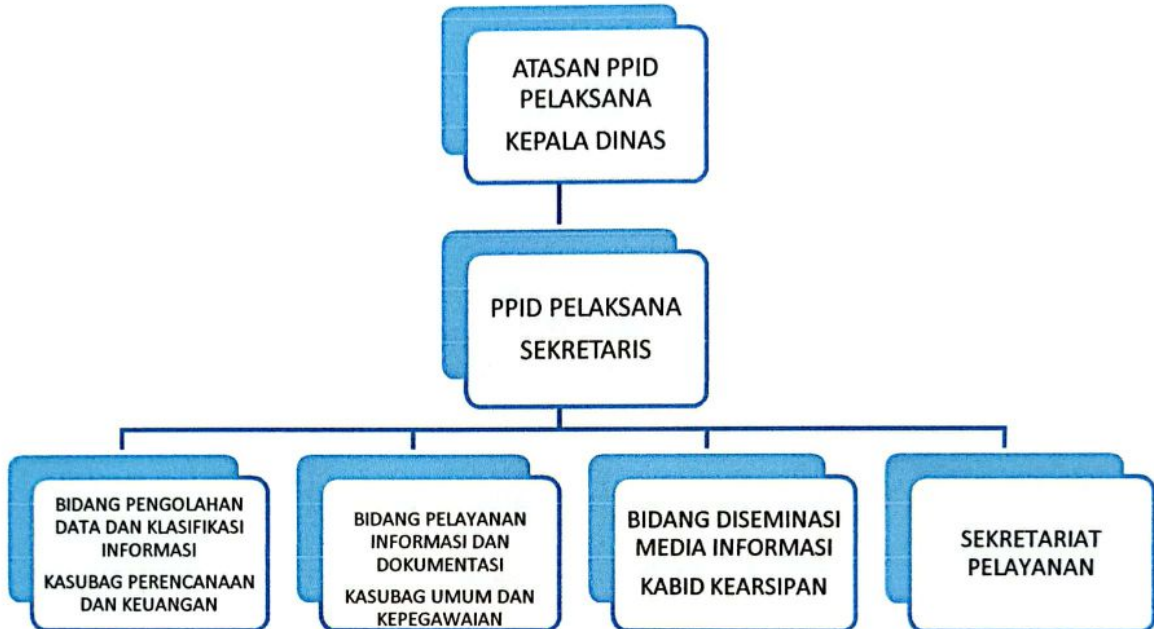 ATASAN PPID
PELAKSANA
KEPALA DINAS
PPID PELAKSANA
SEKRETARIS
BIDANG PENGOLAHAN
DATA DAN KLASIFIKASI
INFORMASI
KASUBAG PERENCANAAN
DAN KEUANGAN
BIDANG PELAYANAN
INFORMASI DAN
DOKUMENTASI
KASUBAG UMUM DAN
KEPEGAWAIAN
BIDANG DISEMINASI
MEDIA INFORMASI
KABID KEARSIPAN
SEKRETARIAT
PELAYANAN